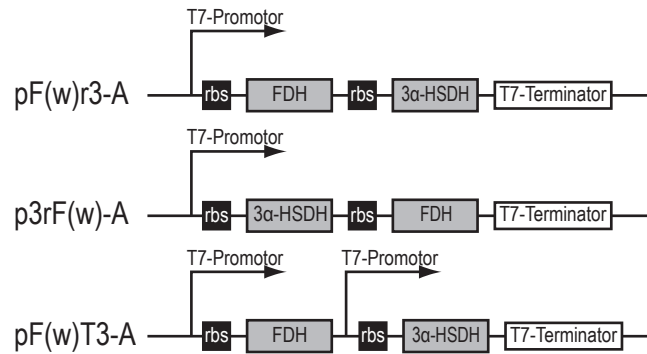 T7-Promotor
pF(w)r3-A rbs FDH rbs 3α-HSDH T7-Terminator
T7-Promotor
p3rF(w)-A rbs 3α-HSDH rbs FDH T7-Terminator
T7-Promotor T7-Promotor
pF(w)T3-A rbs FDH rbs 3α-HSDH T7-Terminator